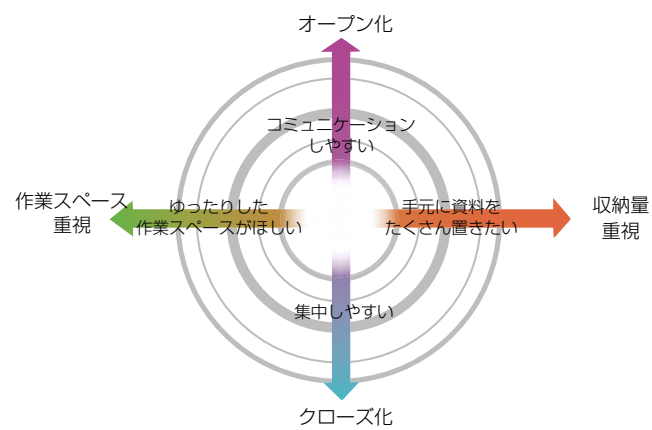 オープン化
コミュニケーション
しやすい
作業スペース
重視
ゆったりした
作業スペースがほしい
手元に資料を
たくさん置きたい
収納量
重視
集中しやすい
クローズ化